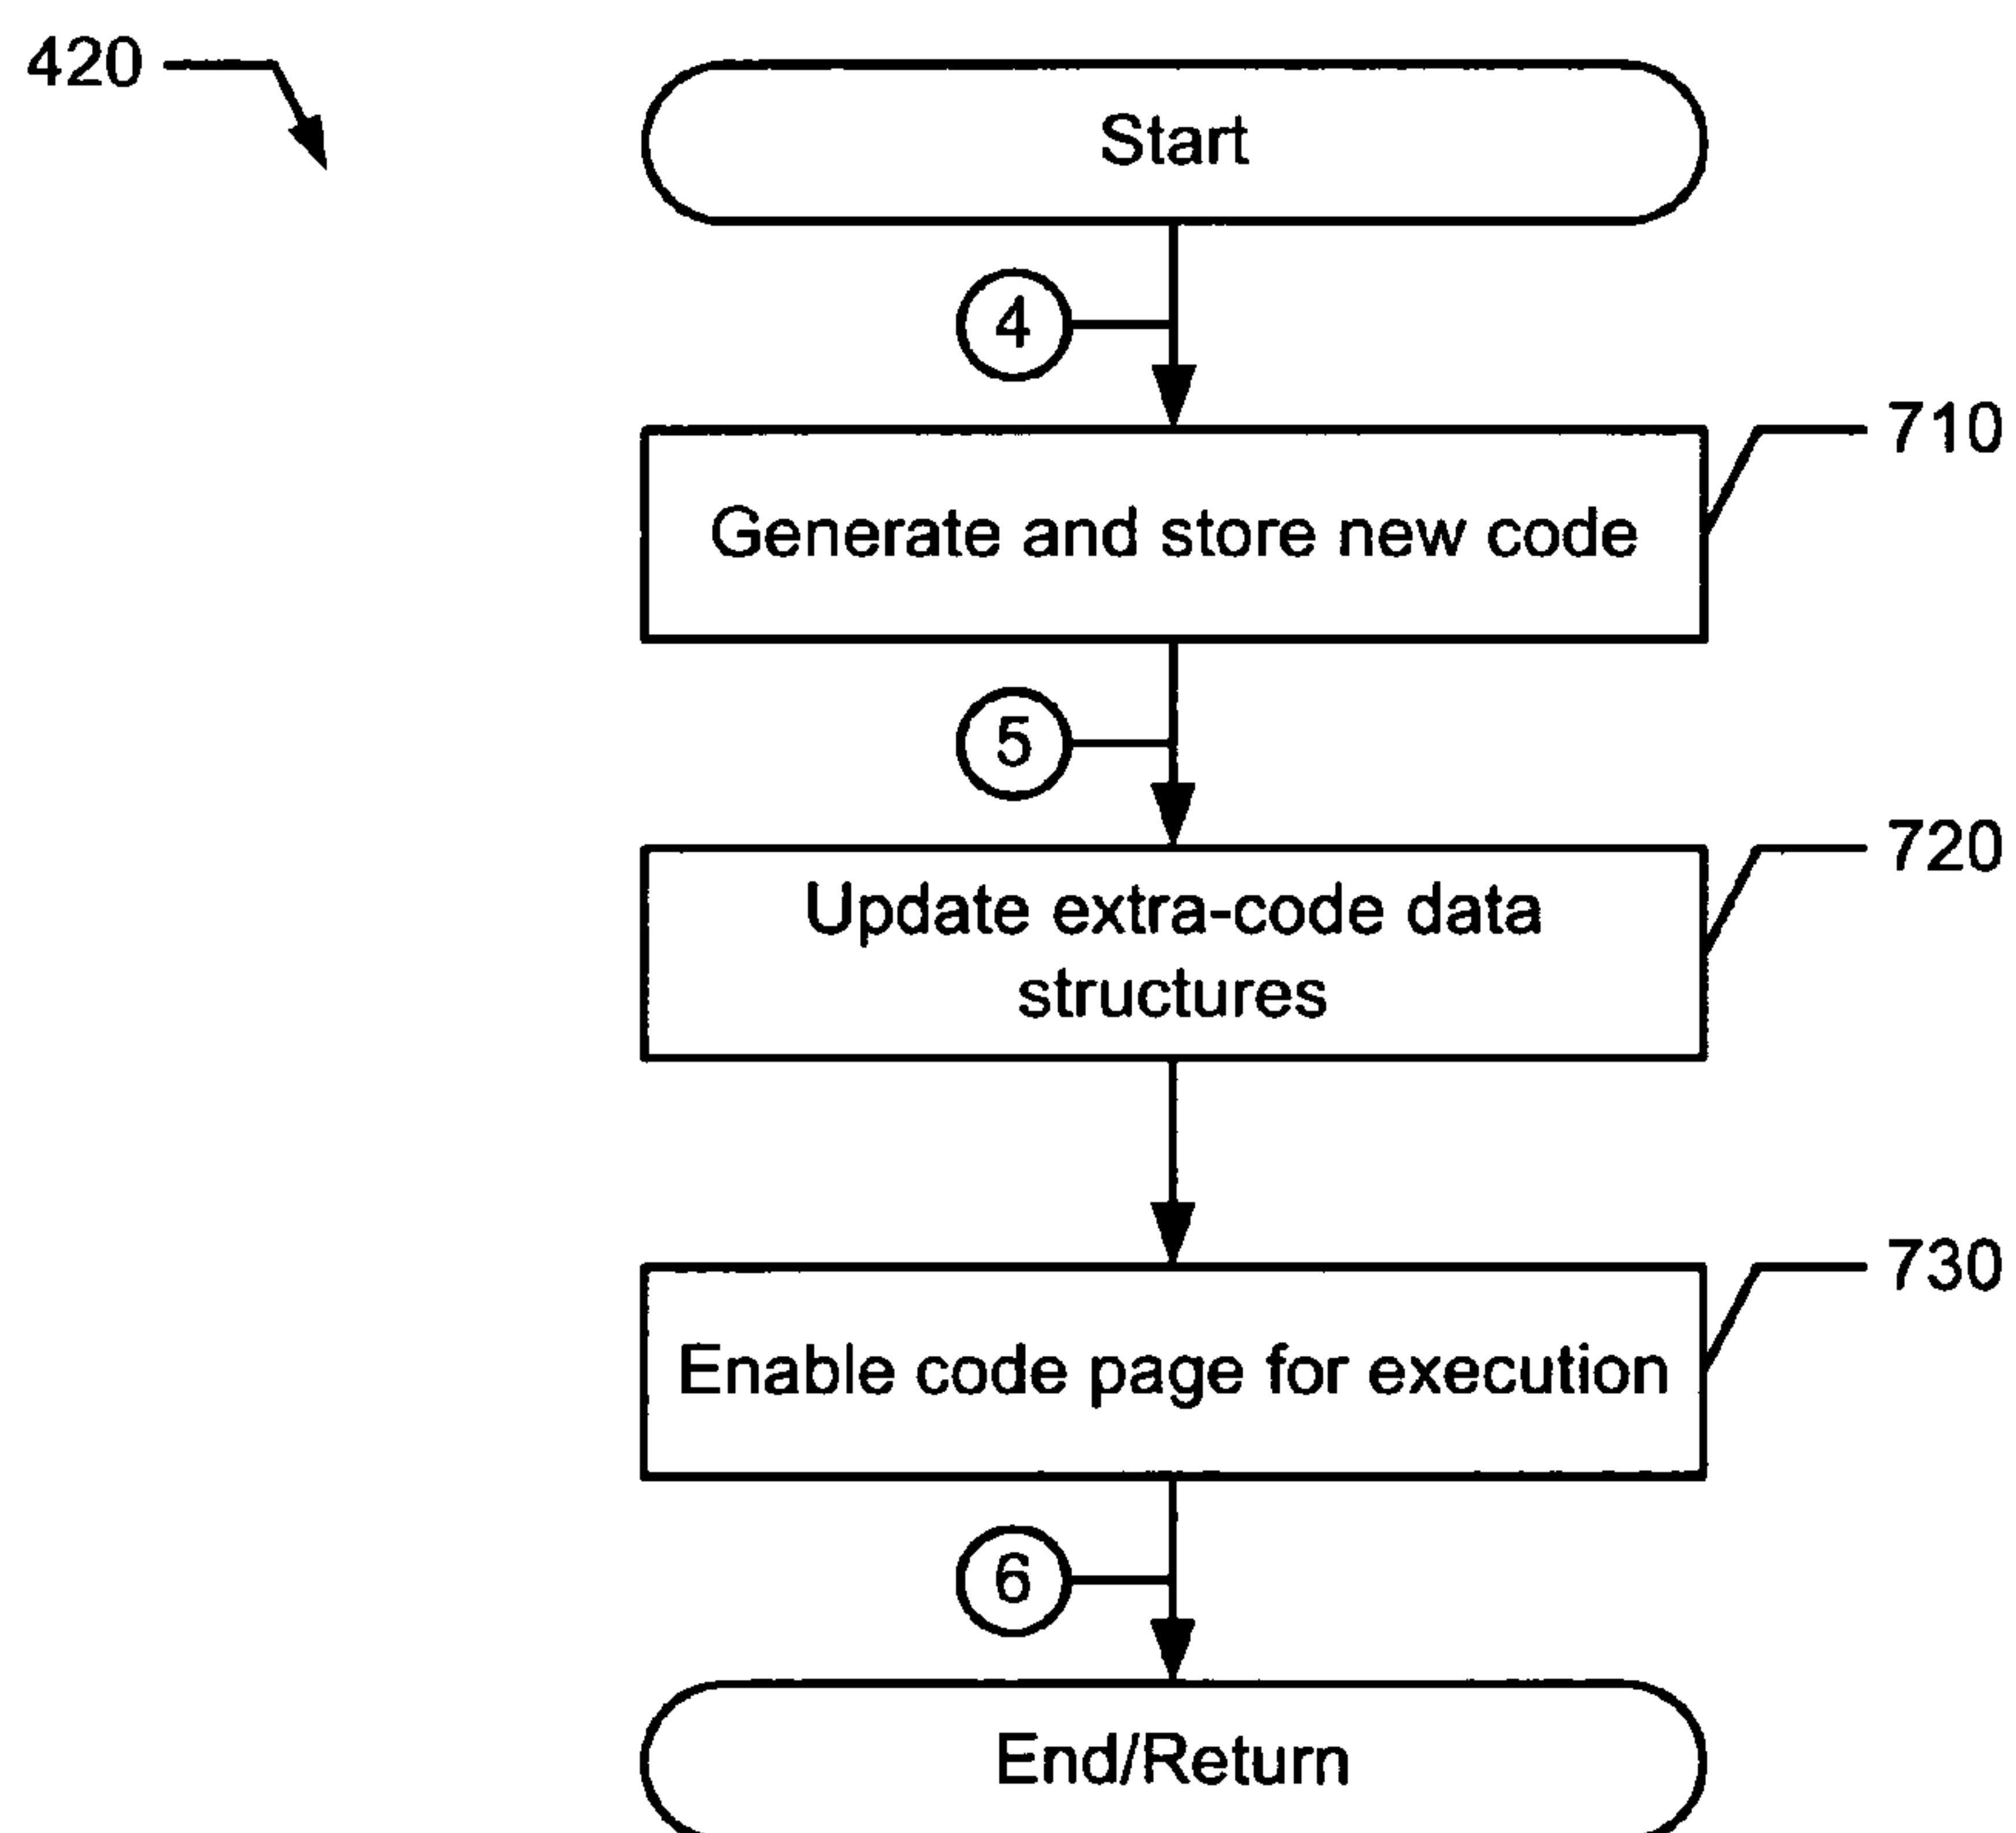 420
Start
4
710
Generate and store new code
5
720
Update extra-code data
structures
730
Enable code page for execution
6
End/Return